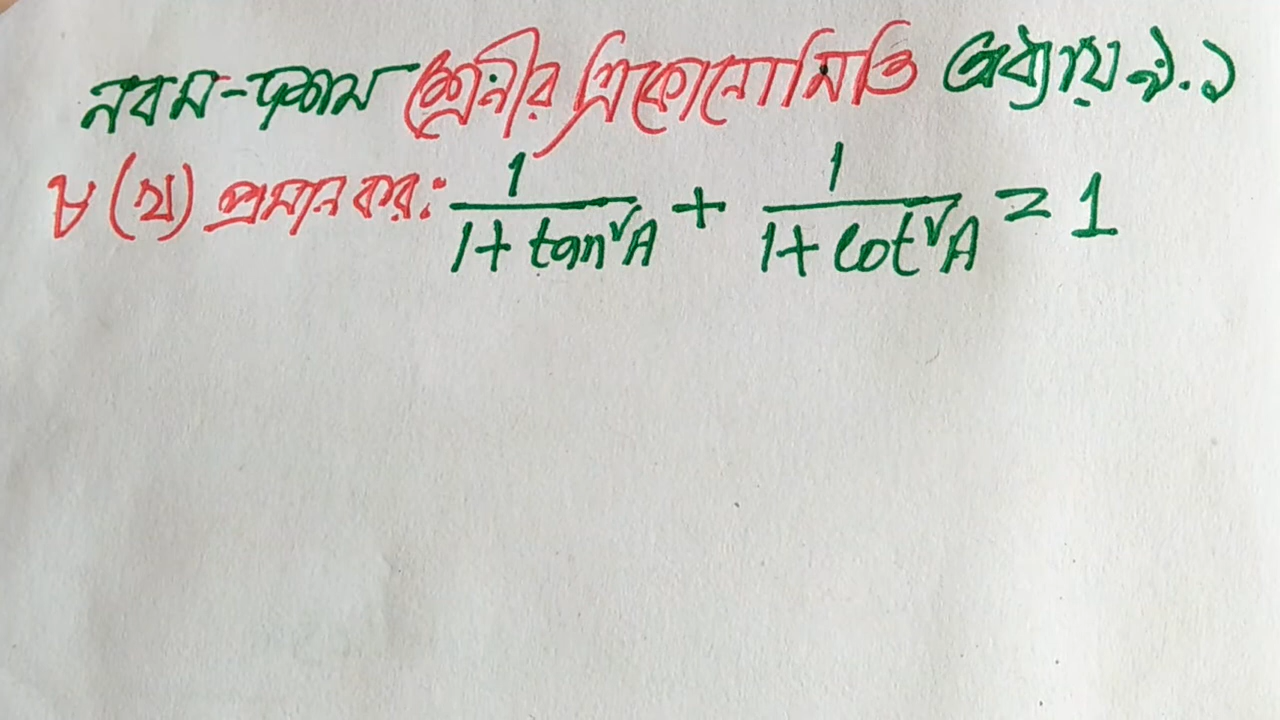 নবম-দশম শ্রেনীর ত্রিকোনোমিতি অধ্যায় ৯.১
৮ (খ) প্রমান কর: 1/(1+tan²A) + 1/(1+cot²A) = 1